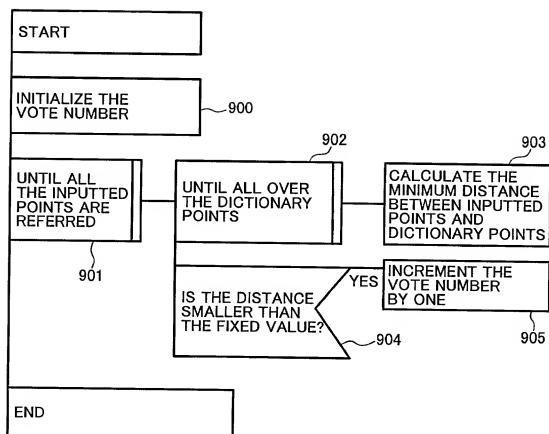 START
INITIALIZE THE
VOTE NUMBER
900
UNTIL ALL
THE INPUTTED
POINTS ARE
REFERRED
901
902
UNTIL ALL OVER
THE DICTIONARY
POINTS
903
CALCULATE THE
MINIMUM DISTANCE
BETWEEN INPUTTED
POINTS AND
DICTIONARY POINTS
IS THE DISTANCE
SMALLER THAN
THE FIXED VALUE?
YES
904
INCREMENT THE
VOTE NUMBER
BY ONE
905
END